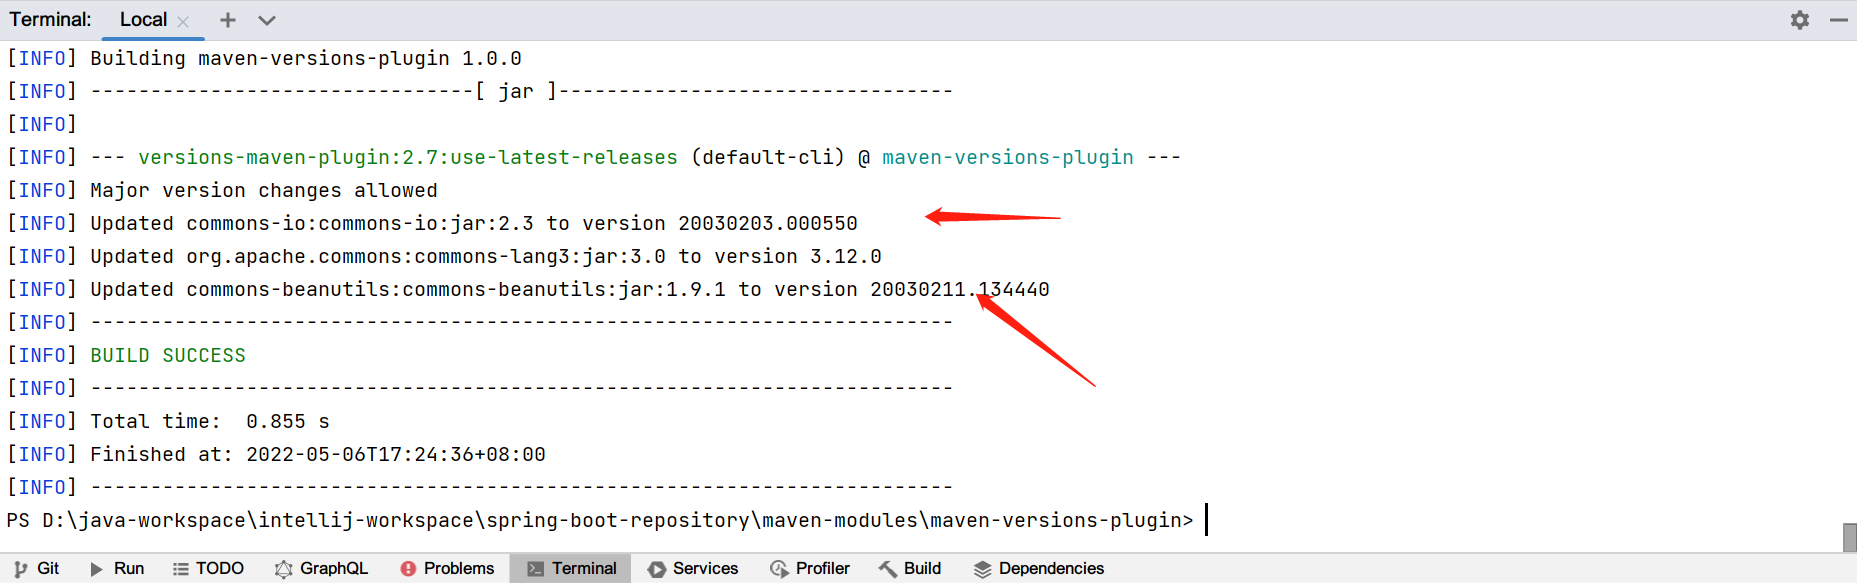 Terminal: Local
[INFO] Building maven-versions-plugin 1.0.0
[INFO] --------------------------------[ jar ]---------------------------------
[INFO]
[INFO] --- versions-maven-plugin:2.7:use-latest-releases (default-cli) @ maven-versions-plugin ---
[INFO] Major version changes allowed
[INFO] Updated commons-io:commons-io:jar:2.3 to version 20030203.000550
[INFO] Updated org.apache.commons:commons-lang3:jar:3.0 to version 3.12.0
[INFO] Updated commons-beanutils:commons-beanutils:jar:1.9.1 to version 20030211.134440
[INFO] ------------------------------------------------------------------------
[INFO] BUILD SUCCESS
[INFO] ------------------------------------------------------------------------
[INFO] Total time:  0.855 s
[INFO] Finished at: 2022-05-06T17:24:36+08:00
[INFO] ------------------------------------------------------------------------
PS D:\java-workspace\intellij-workspace\spring-boot-repository\maven-modules\maven-versions-plugin>
Git Run TODO GraphQL Problems Terminal Services Profiler Build Dependencies